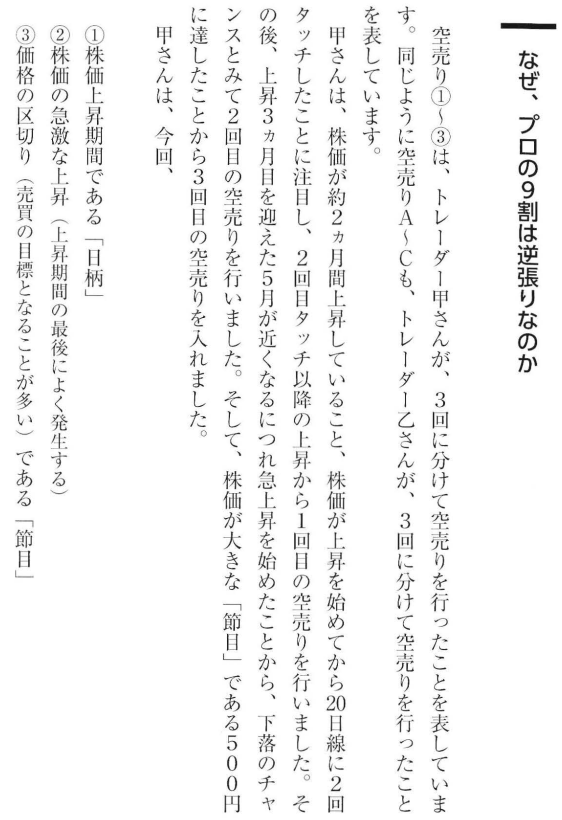 なぜ、プロの9割は逆張りなのか
空売り①〜③は、トレーダー甲さんが、3回に分けて空売りを行ったことを表していま
す。同じように空売りA〜Cも、トレーダー乙さんが、3回に分けて空売りを行ったこと
を表しています。
甲さんは、株価が約2ヵ月間上昇していること、株価が上昇を始めてから20日線に2回
タッチしたことに注目し、2回目タッチ以降の上昇から1回目の空売りを行いました。そ
の後、上昇3ヵ月目を迎えた5月が近くなるにつれ急上昇を始めたことから、下落のチャ
ンスとみて2回目の空売りを行いました。そして、株価が大きな「節目」である500円
に達したことから3回目の空売りを入れました。
甲さんは、今回、
①株価上昇期間である「日柄」
②株価の急激な上昇（上昇期間の最後によく発生する）
③価格の区切り（売買の目標となることが多い）である「節目」